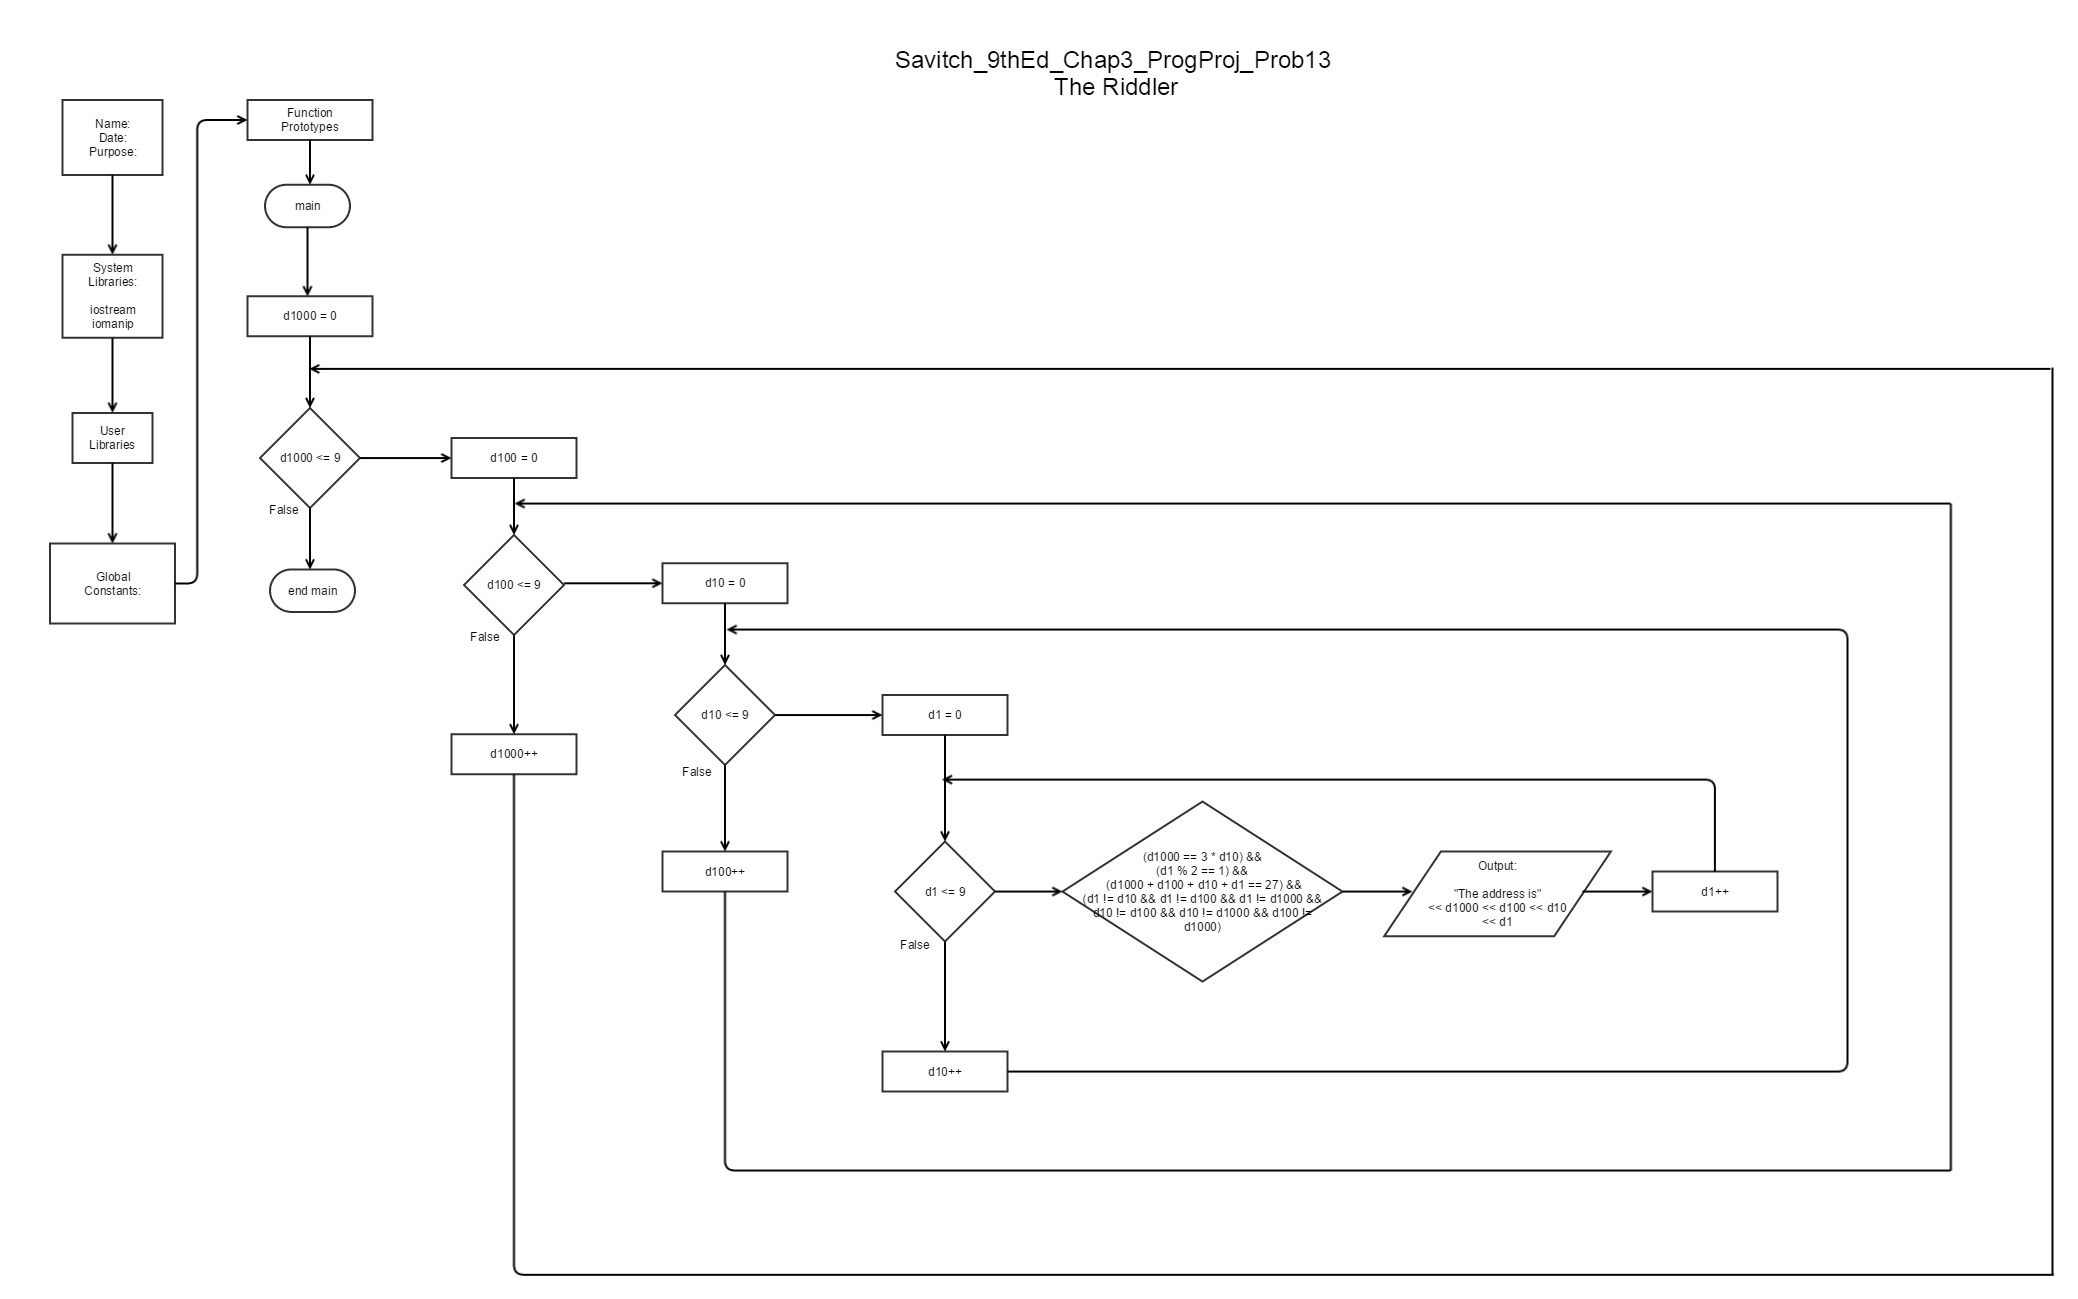 Savitch_9thEd_Chap3_ProgProj_Prob13
The Riddler
Name:
Date:
Purpose:
System
Libraries:
iostream
iomanip
User
Libraries
Global
Constants:
Function
Prototypes
main
d1000 = 0
d1000 <= 9
False
end main
d100 = 0
d100 <= 9
False
d1000++
d10 = 0
d10 <= 9
False
d100++
d1 = 0
d1 <= 9
False
d10++
(d1000 == 3 * d10) &&
(d1 % 2 == 1) &&
(d1000 + d100 + d10 + d1 == 27) &&
(d1 != d10 && d1 != d100 && d1 != d1000 &&
d10 != d100 && d10 != d1000 && d100 !=
d1000)
Output:
"The address is"
<< d1000 << d100 << d10
<< d1
d1++